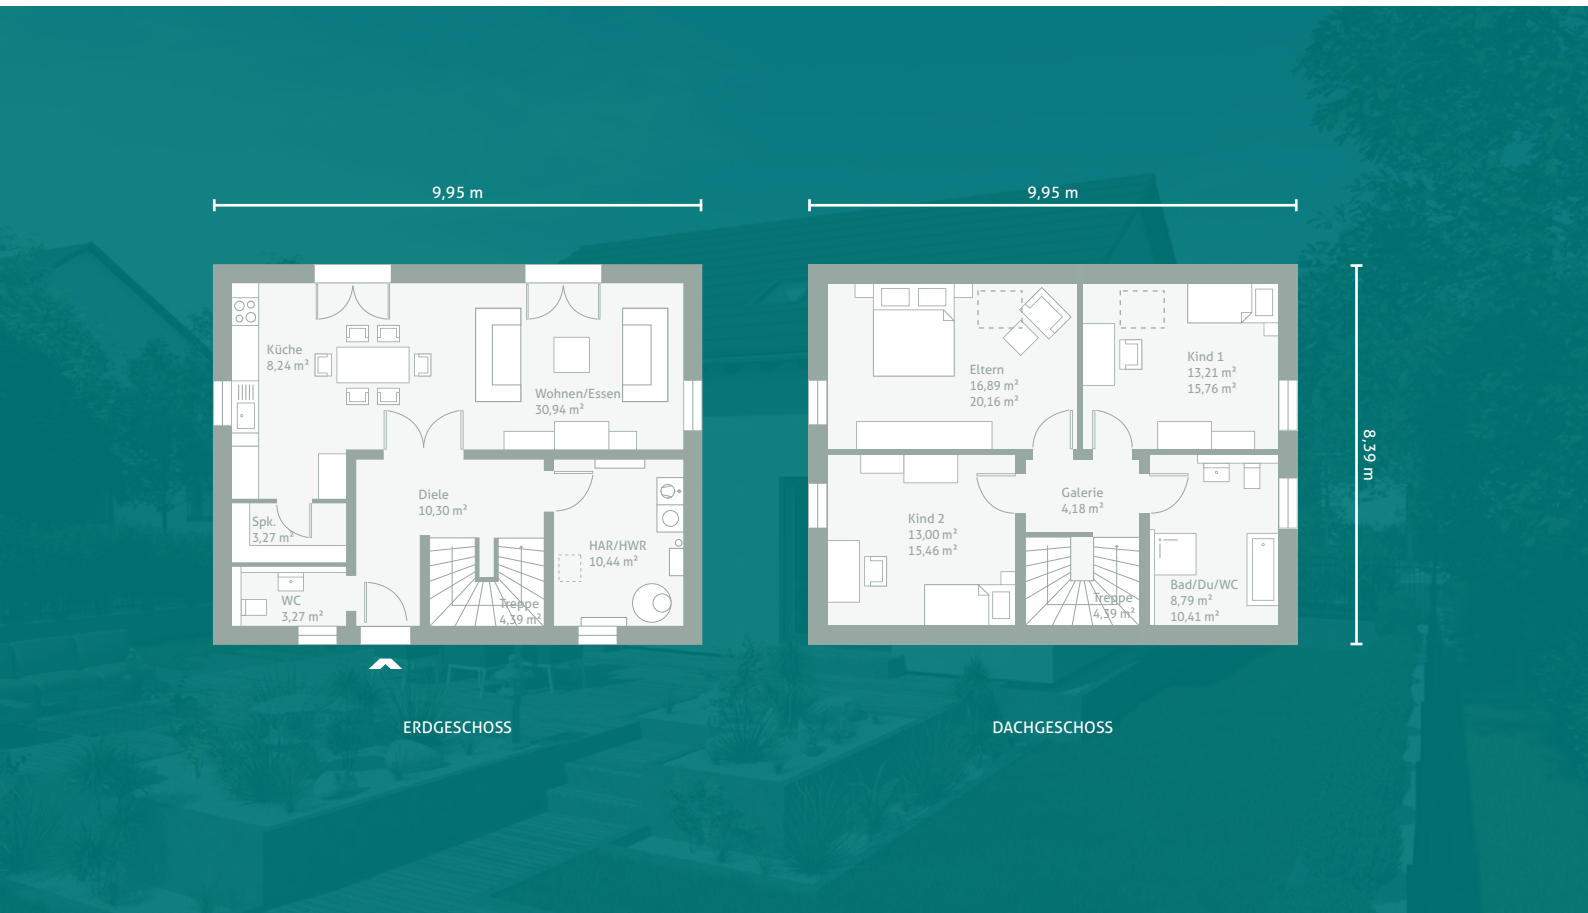 9,95 m
9,95 m
8,39 m
Küche
8,24 m²
Wohnen/Essen
30,94 m²
Diele
10,30 m²
Spk.
3,27 m²
HAR/HWR
10,44 m²
WC
3,27 m²
Treppe
4,39 m²
ERDGESCHOSS
Eltern
16,89 m²
20,16 m²
Kind 1
13,21 m²
15,76 m²
Galerie
4,18 m²
Kind 2
13,00 m²
15,46 m²
Treppe
4,39 m²
Bad/Du/WC
8,79 m²
10,41 m²
DACHGESCHOSS